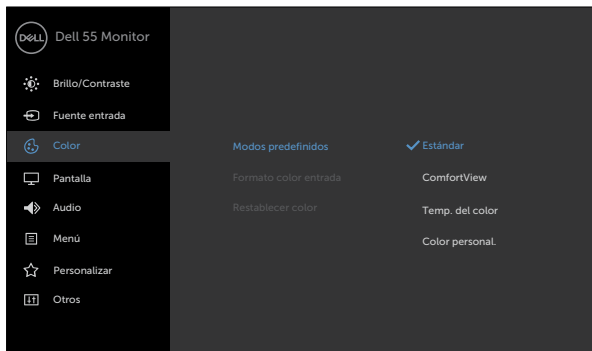 DELL Dell 55 Monitor
Brillo/Contraste
Fuente entrada
Color Modos predefinidos Estándar
Pantalla Formato color entrada ComfortView
Audio Restablecer color Temp. del color
Menú Color personal.
Personalizar
Otros